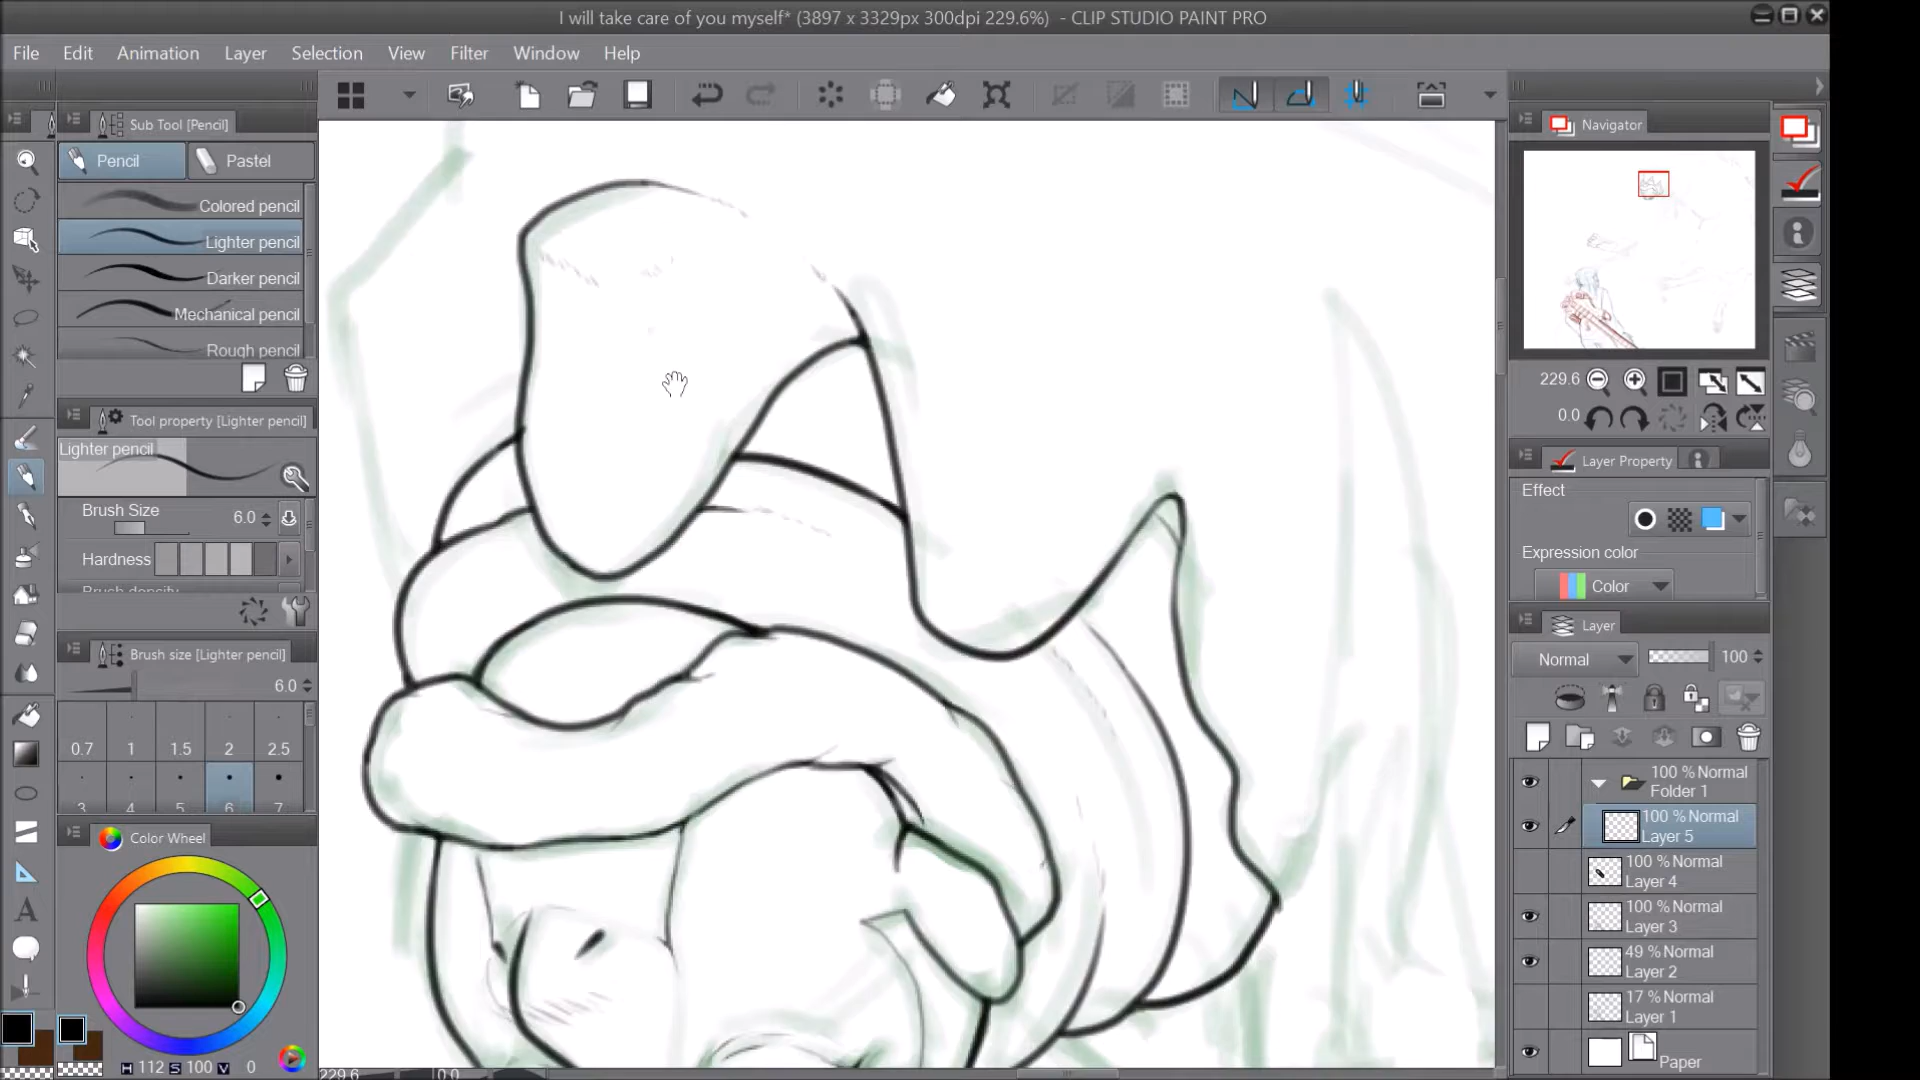 I will take care of you myself* (3897 x 3329px 300dpi 229.6%) - CLIP STUDIO PAINT PRO
File Edit Animation Layer Selection View Filter Window Help
Sub Tool [Pencil]
Pencil Pastel
Colored pencil
Lighter pencil
Darker pencil
Mechanical pencil
Rough pencil
Tool property [Lighter pencil]
Lighter pencil
Brush Size 6.0
Hardness
Brush density
Brush size [Lighter pencil]
6.0
0.7 1 1.5 2 2.5
3 4 5 6 7
Color Wheel
H 112 S 100 V 0
229.6 0.0
Navigator
229.6
0.0
Layer Property
Effect
Expression color
Color
Layer
Normal 100
100 % Normal
Folder 1
100 % Normal
Layer 5
100 % Normal
Layer 4
100 % Normal
Layer 3
49 % Normal
Layer 2
17 % Normal
Layer 1
Paper